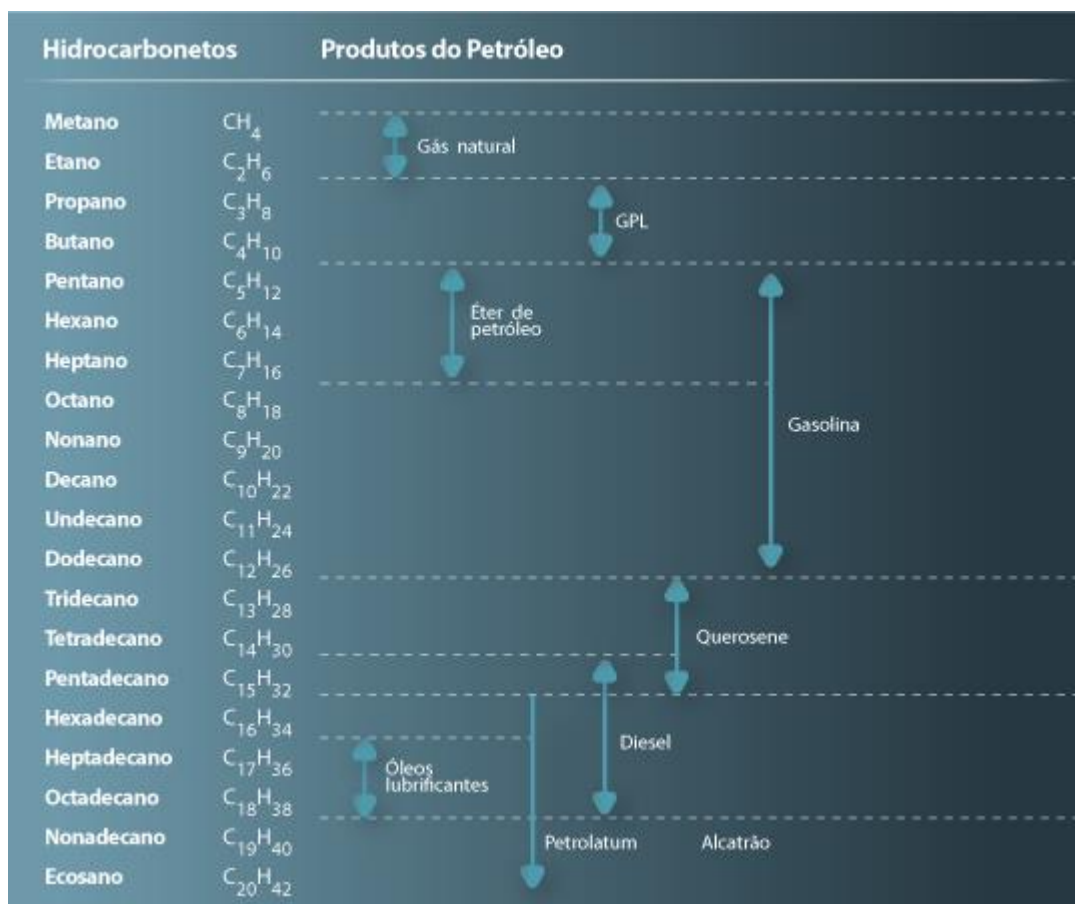 Hidrocarbonetos Produtos do Petróleo
Metano CH₄
Gás natural
Etano C₂H₆
Propano C₃H₈
GPL
Butano C₄H₁₀
Pentano C₅H₁₂
Éter de
petróleo
Hexano C₆H₁₄
Heptano C₇H₁₆
Octano C₈H₁₈
Gasolina
Nonano C₉H₂₀
Decano C₁₀H₂₂
Undecano C₁₁H₂₄
Dodecano C₁₂H₂₆
Tridecano C₁₃H₂₈
Tetradecano C₁₄H₃₀ Querosene
Pentadecano C₁₅H₃₂
Hexadecano C₁₆H₃₄
Diesel
Heptadecano C₁₇H₃₆
Óleos
lubrificantes
Octadecano C₁₈H₃₈
Nonadecano C₁₉H₄₀ Petrolatum Alcatrão
Ecosano C₂₀H₄₂